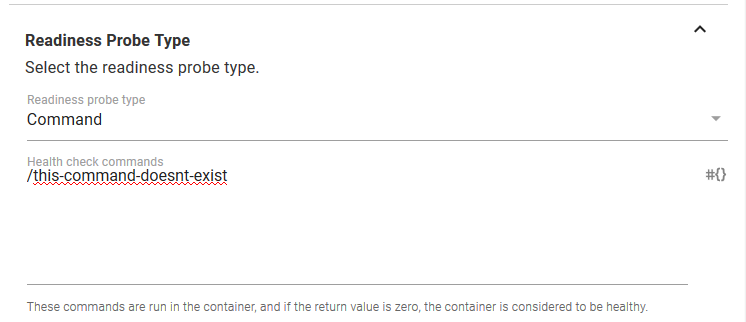 Readiness Probe Type
Select the readiness probe type.
Readiness probe type
Command
Health check commands
/this-command-doesnt-exist
#{}
These commands are run in the container, and if the return value is zero, the container is considered to be healthy.